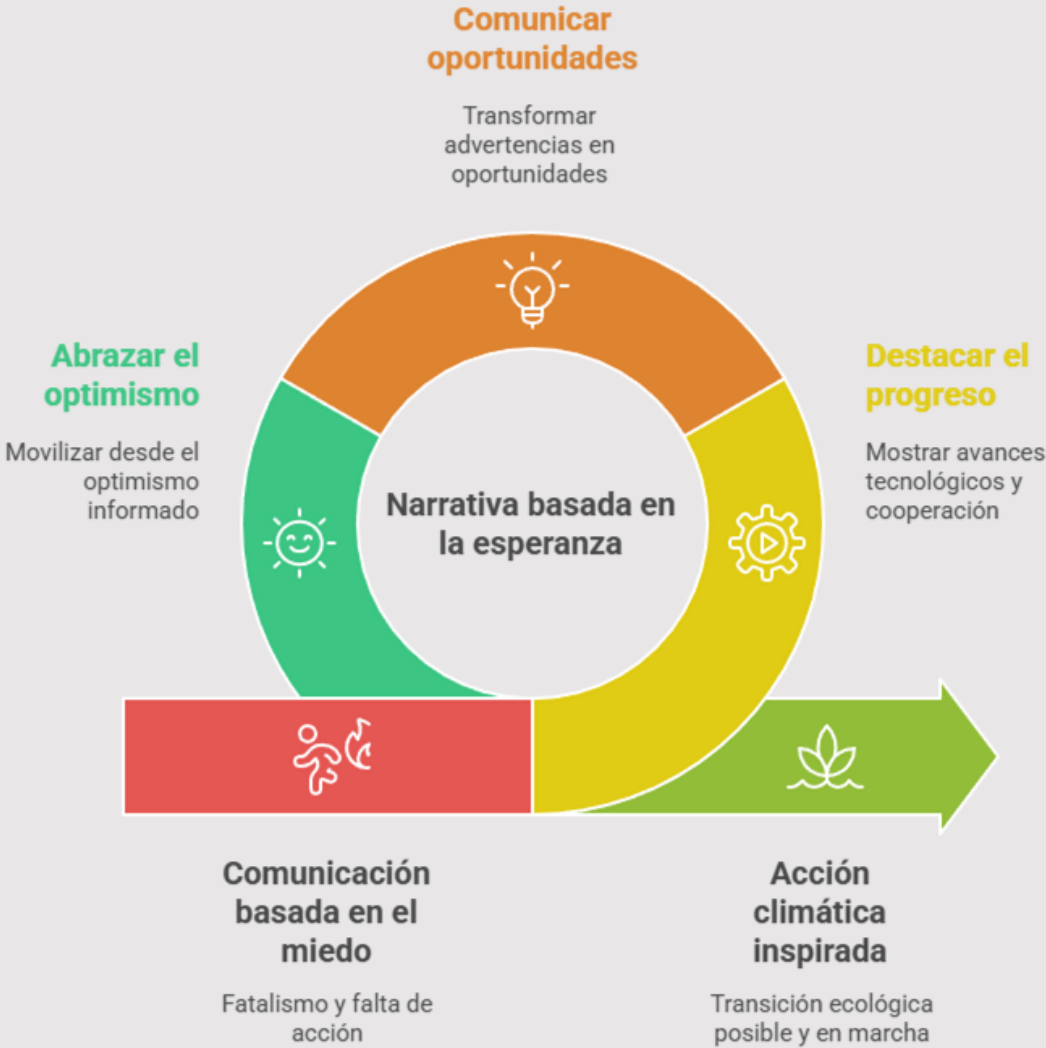 Comunicar
oportunidades
Transformar
advertencias en
oportunidades
Abrazar el
optimismo
Movilizar desde el
optimismo
informado
Destacar el
progreso
Mostrar avances
tecnológicos y
cooperación
Narrativa basada en
la esperanza
Comunicación
basada en el
miedo
Fatalismo y falta de
acción
Acción
climática
inspirada
Transición ecológica
posible y en marcha